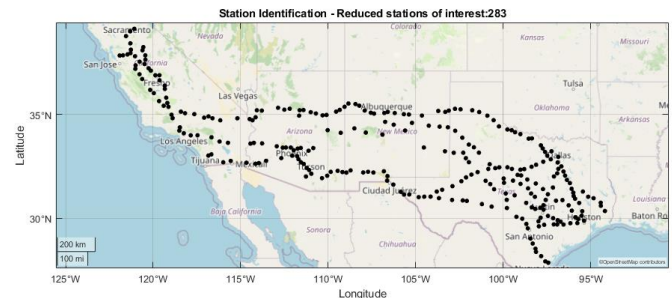 Station Identification - Reduced stations of interest:283
Sacramento
Nevada
Colorado
Kansas
Missouri
San Jose
Fresno
Las Vegas
Tulsa
35°N
Albuquerque
Oklahoma
Arkansas
Los Angeles
Arizona
New Mexico
Latitude
Phoenix
Dallas
Tijuana
Mexicali
Tucson
Ciudad Juárez
Texas
Louisiana
Austin
Baja California
Houston
Baton Ro
30°N
Sonora
San Antonio
Chihuahua
200 km
100 mi
©OpenStreetMap contributors
125°W
120°W
115°W
110°W
105°W
100°W
95°W
Longitude